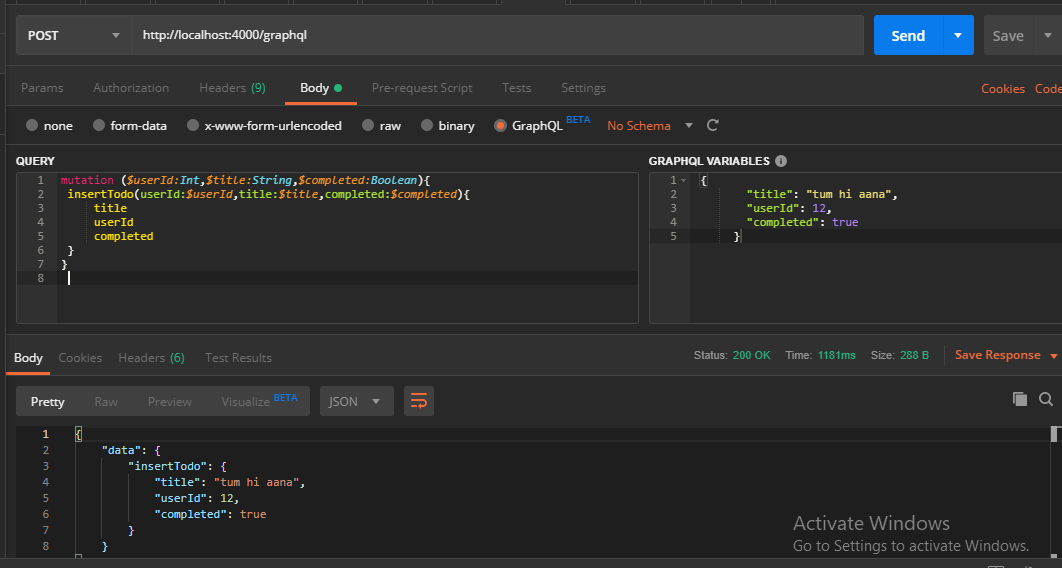 POST http://localhost:4000/graphql Send Save
Params Authorization Headers (9) Body Pre-request Script Tests Settings Cookies Code
none form-data x-www-form-urlencoded raw binary GraphQL BETA No Schema
QUERY
1 mutation ($userId:Int,$title:String,$completed:Boolean){
2 insertTodo(userId:$userId,title:$title,completed:$completed){
3 title
4 userId
5 completed
6 }
7 }
8
GRAPHQL VARIABLES i
1 {
2 "title": "tum hi aana",
3 "userId": 12,
4 "completed": true
5 }
Body Cookies Headers (6) Test Results Status: 200 OK Time: 1181ms Size: 288 B Save Response
Pretty Raw Preview Visualize BETA JSON
1 {
2 "data": {
3 "insertTodo": {
4 "title": "tum hi aana",
5 "userId": 12,
6 "completed": true
7 }
8 }
Activate Windows
Go to Settings to activate Windows.